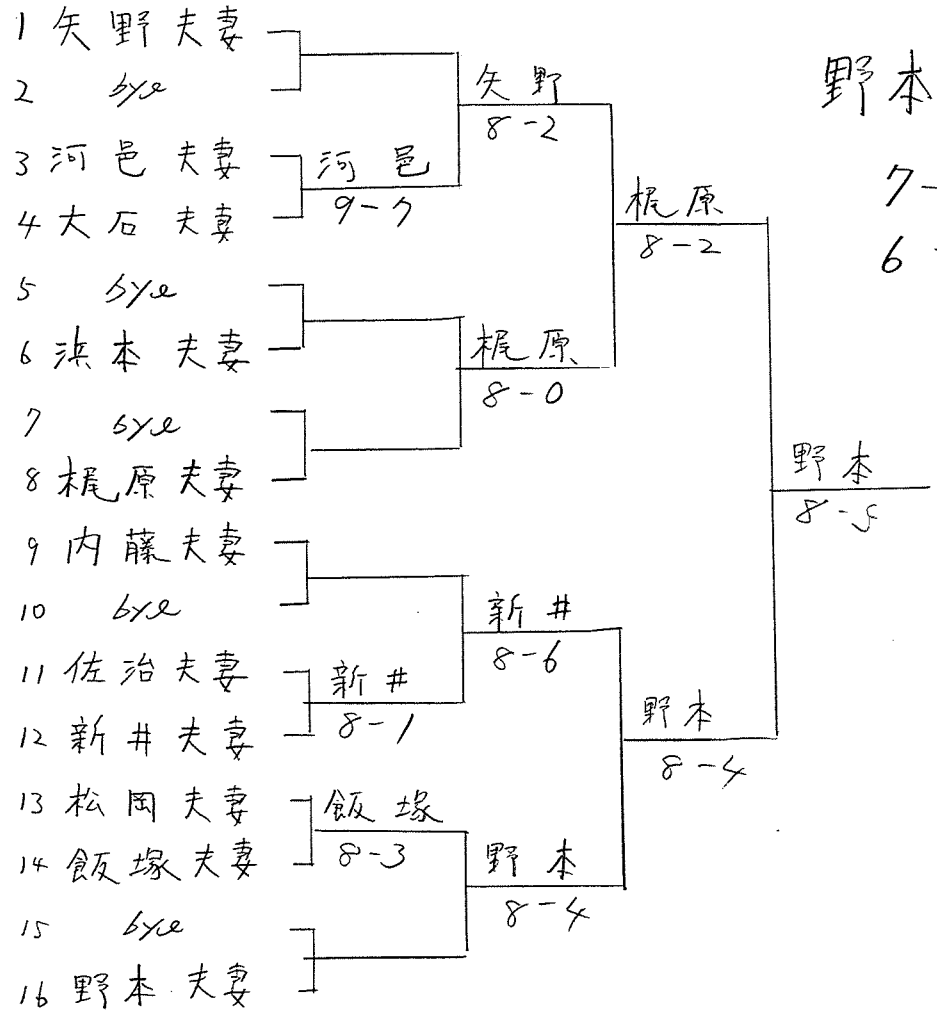 1 矢野夫妻
2 bye
3 河邑夫妻
4 大石夫妻
5 bye
6 浜本夫妻
7 bye
8 梶原夫妻
9 内藤夫妻
10 bye
11 佐治夫妻
12 新井夫妻
13 松岡夫妻
14 飯塚夫妻
15 bye
16 野本夫妻
河邑
9-7
新井
8-1
飯塚
8-3
矢野
8-2
梶原
8-0
新井
8-6
野本
8-4
梶原
8-2
野本
8-4
野本
8-5
野本
7-
6